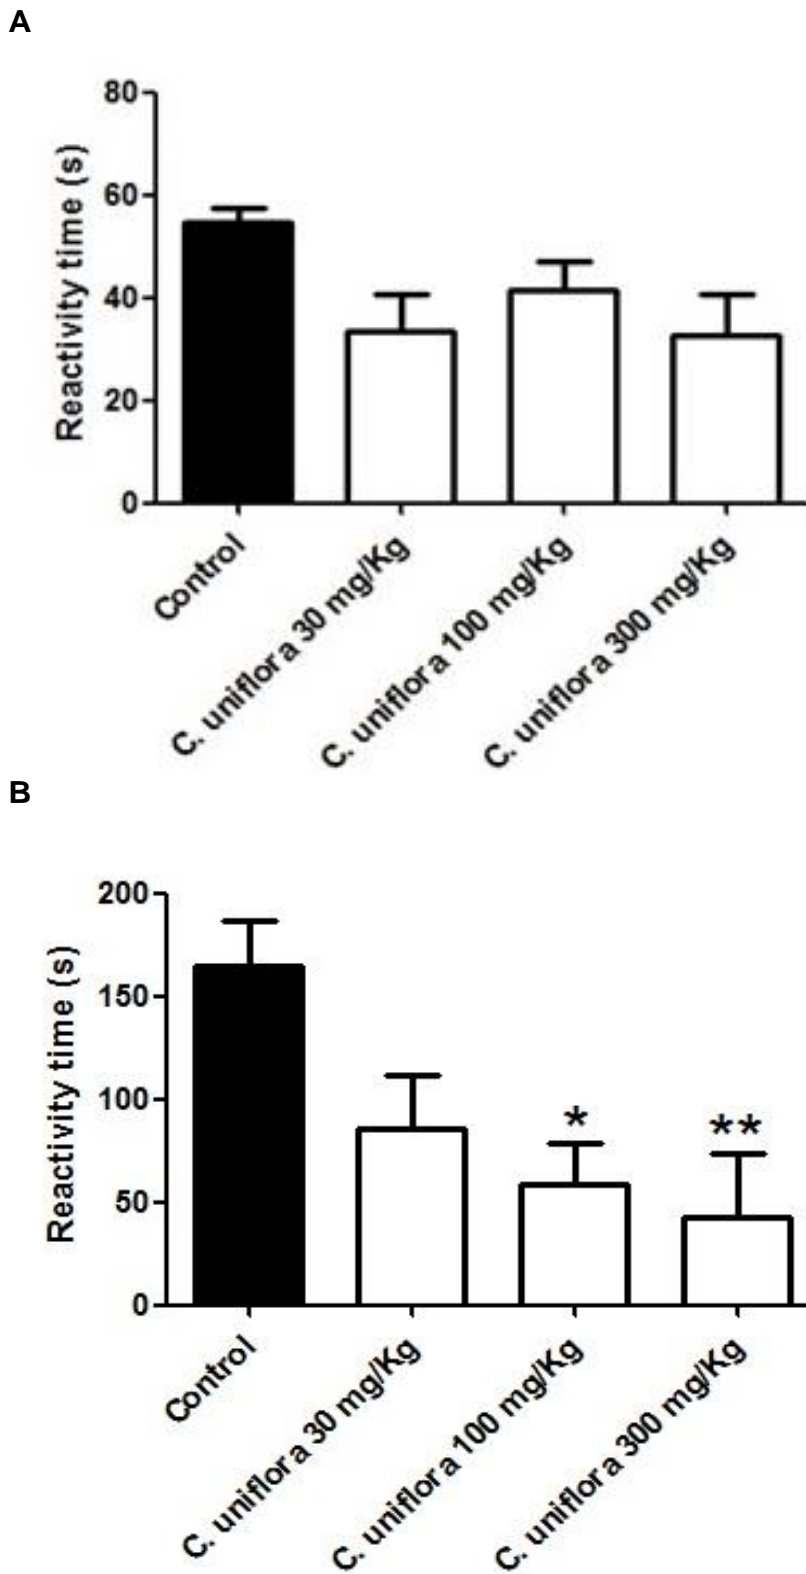 A
80
60
40
20
0
Reactivity time (s)
Control
C. uniflora 30 mg/Kg
C. uniflora 100 mg/Kg
C. uniflora 300 mg/Kg
B
200
150
100
50
0
Reactivity time (s)
*
**
Control
C. uniflora 30 mg/Kg
C. uniflora 100 mg/Kg
C. uniflora 300 mg/Kg